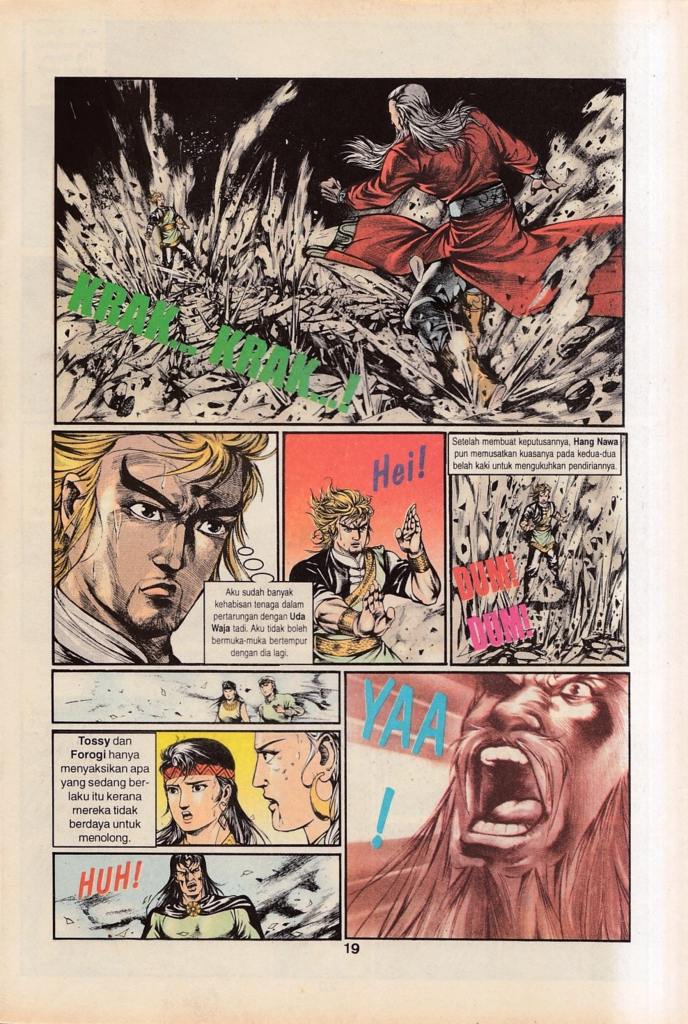 KRAK... KRAK...!
Aku sudah banyak
kehabisan tenaga dalam
pertarungan dengan Uda
Waja tadi. Aku tidak boleh
bermuka-muka bertempur
dengan dia lagi.
Hei!
Setelah membuat keputusannya, Hang Nawa
pun memusatkan kuasanya pada kedua-dua
belah kaki untuk mengukuhkan pendiriannya.
DUM!
DUM!
Tossy dan
Forogi hanya
menyaksikan apa
yang sedang ber-
laku itu kerana
mereka tidak
berdaya untuk
menolong.
HUH!
YAA
!
19